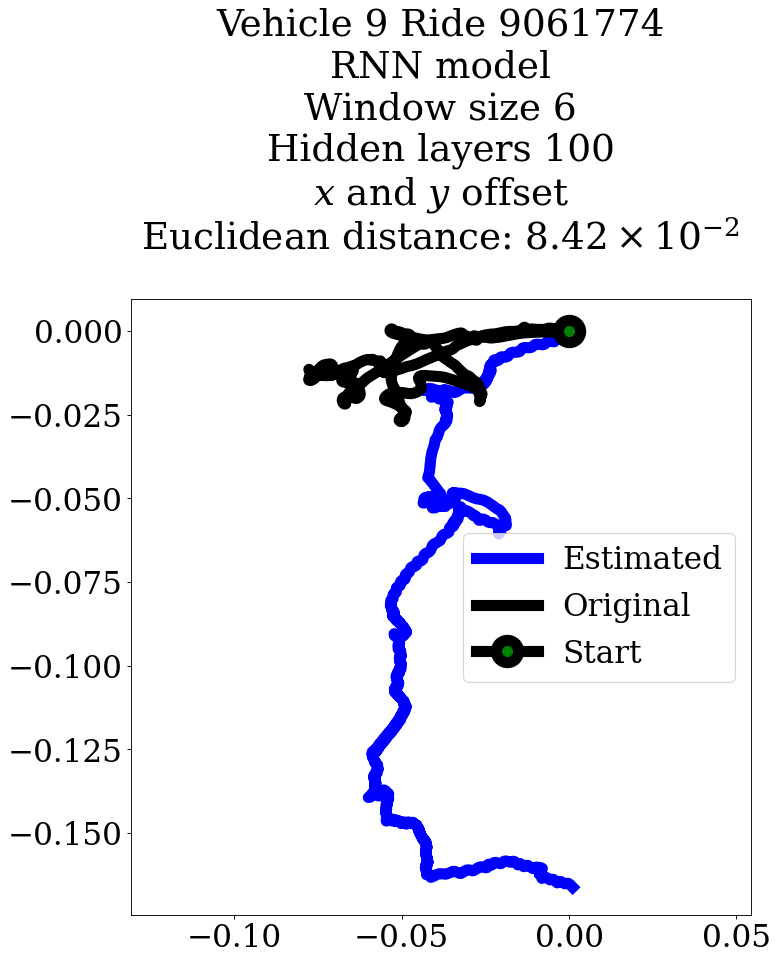 Vehicle 9 Ride 9061774
RNN model
Window size 6
Hidden layers 100
x and y offset
Euclidean distance: 8.42 × 10⁻²
0.000
−0.025
−0.050
−0.075
−0.100
−0.125
−0.150
Estimated
Original
Start
−0.10 −0.05 0.00 0.05